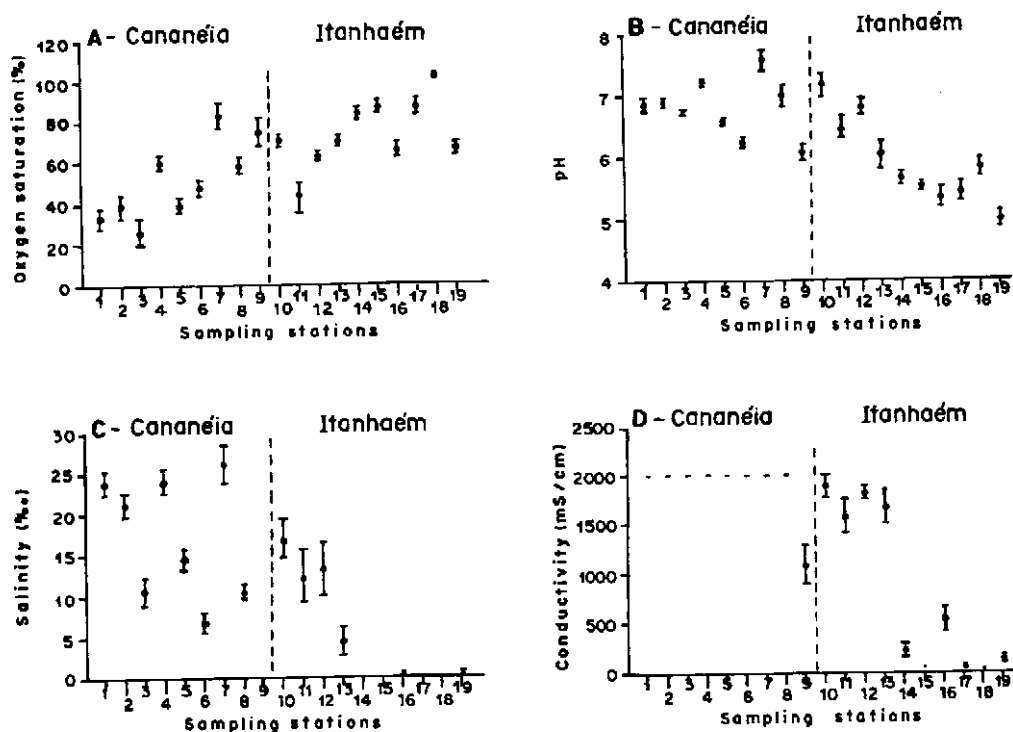 A - Cananéia Itanhaém
120
100
80
60
40
20
0
Oxygen saturation (%)
1 2 3 4 5 6 7 8 9 10 11 12 13 14 15 16 17 18 19
Sampling stations
B - Cananéia Itanhaém
8
7
6
5
4
pH
1 2 3 4 5 6 7 8 9 10 11 12 13 14 15 16 17 18 19
Sampling stations
C - Cananéia Itanhaém
30
25
20
15
10
5
0
Salinity (‰)
1 2 3 4 5 6 7 8 9 10 11 12 13 14 15 16 17 18 19
Sampling stations
D - Cananéia Itanhaém
2500
2000
1500
1000
500
0
Conductivity (mS/cm)
1 2 3 4 5 6 7 8 9 10 11 12 13 14 15 16 17 18 19
Sampling stations